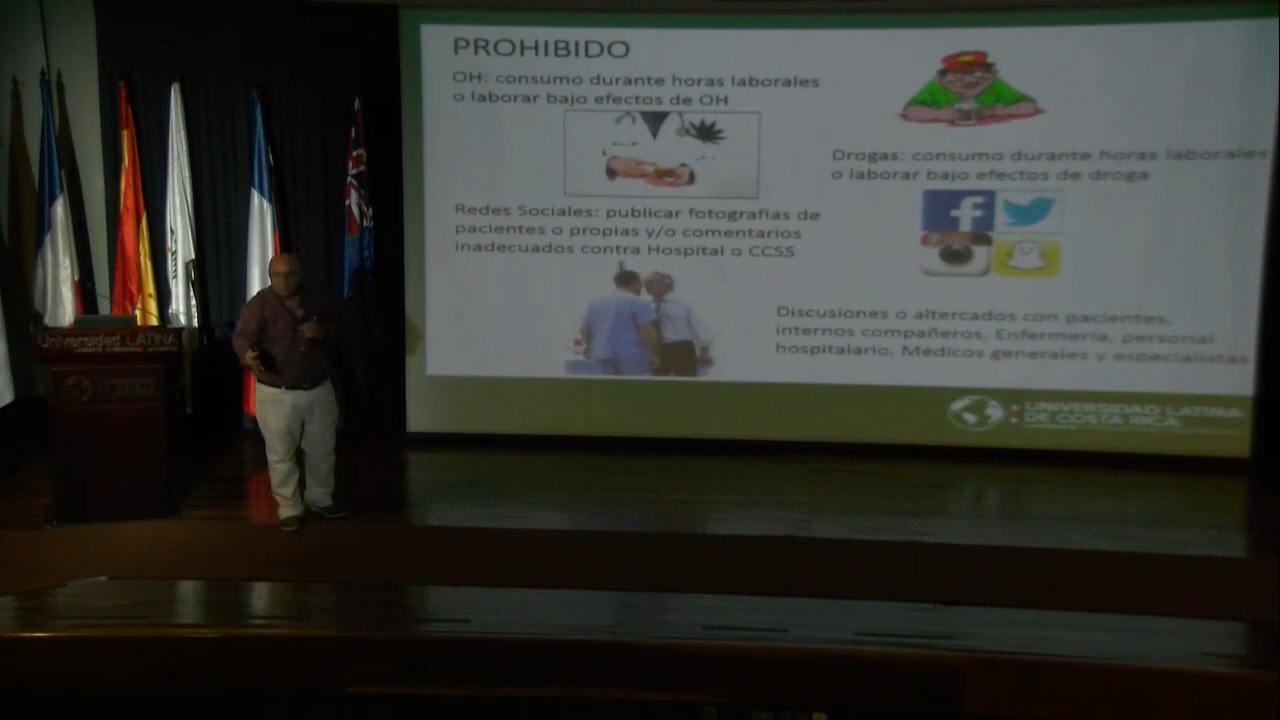 PROHIBIDO
OH: consumo durante horas laborales
o laborar bajo efectos de OH
Drogas: consumo durante horas laborales
o laborar bajo efectos de droga
Redes Sociales: publicar fotografias de
pacientes o propias y/o comentarios
inadecuados contra Hospital o CCSS
Discusiones o altercados con pacientes,
internos compañeros, Enfermería, personal
hospitalario, Médicos generales y especialistas
UNIVERSIDAD LATINA
DE COSTA RICA
Universidad LATINA